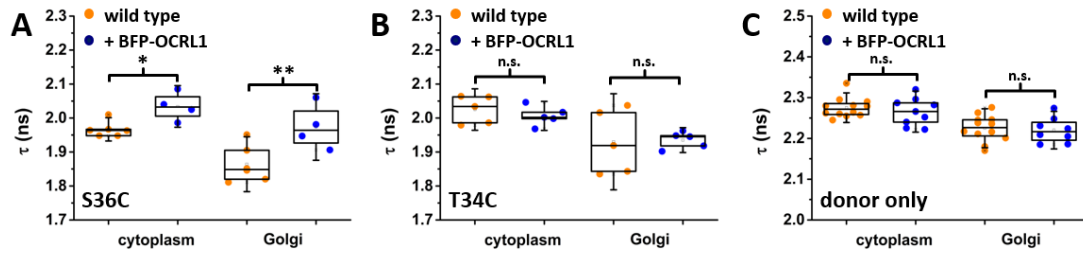 A
wild type
+ BFP-OCRL1
τ (ns)
2.3
2.2
2.1
2.0
1.9
1.8
1.7
*
**
S36C
cytoplasm
Golgi
B
wild type
+ BFP-OCRL1
τ (ns)
2.3
2.2
2.1
2.0
1.9
1.8
1.7
n.s.
n.s.
T34C
cytoplasm
Golgi
C
wild type
+ BFP-OCRL1
τ (ns)
2.5
2.4
2.3
2.2
2.1
2.0
n.s.
n.s.
donor only
cytoplasm
Golgi